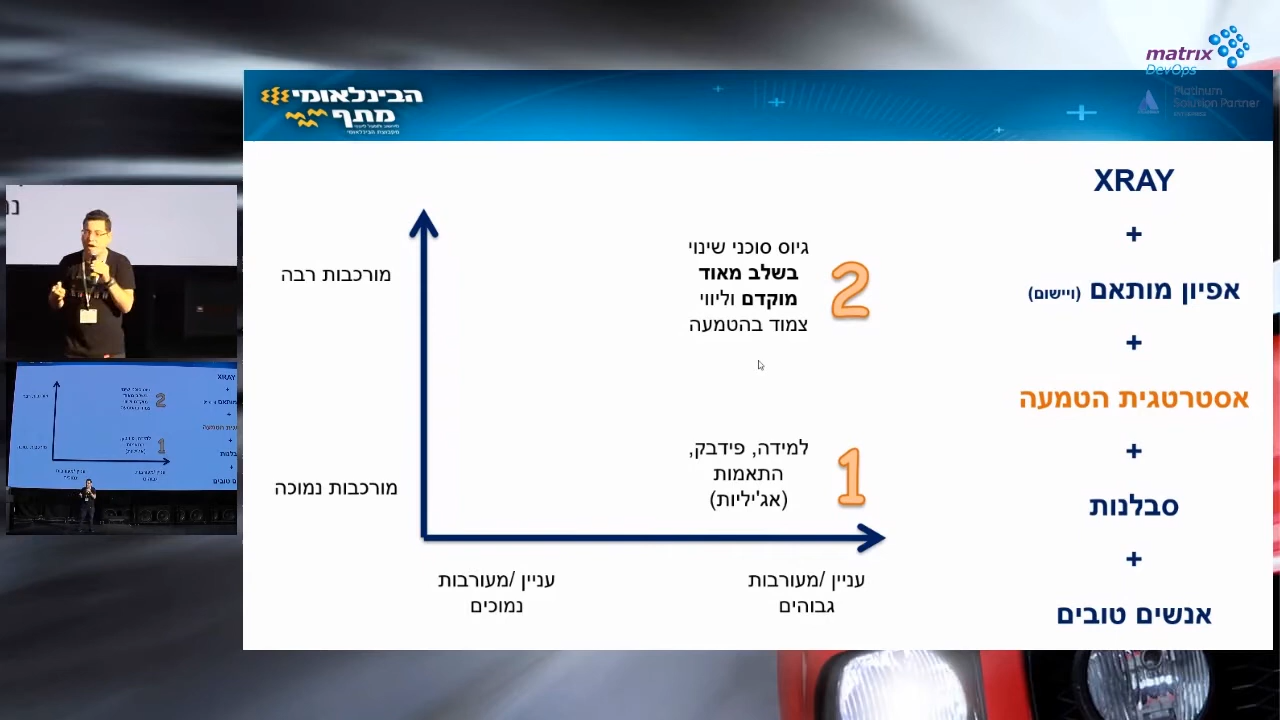 matrix
DevOps
Platinum
Solution Partner
הבינלאומי
מתף
XRAY
+
אפיון מותאם (ויישום)
+
אסטרטגית הטמעה
+
סבלנות
+
אנשים טובים
מורכבות רבה
גיוס סוכני שינוי
בשלב מאוד
מוקדם וליווי
צמוד בהטמעה
2
מורכבות נמוכה
למידה, פידבק,
התאמות
(אג'יליות)
1
עניין /מעורבות
גבוהים
עניין /מעורבות
נמוכים